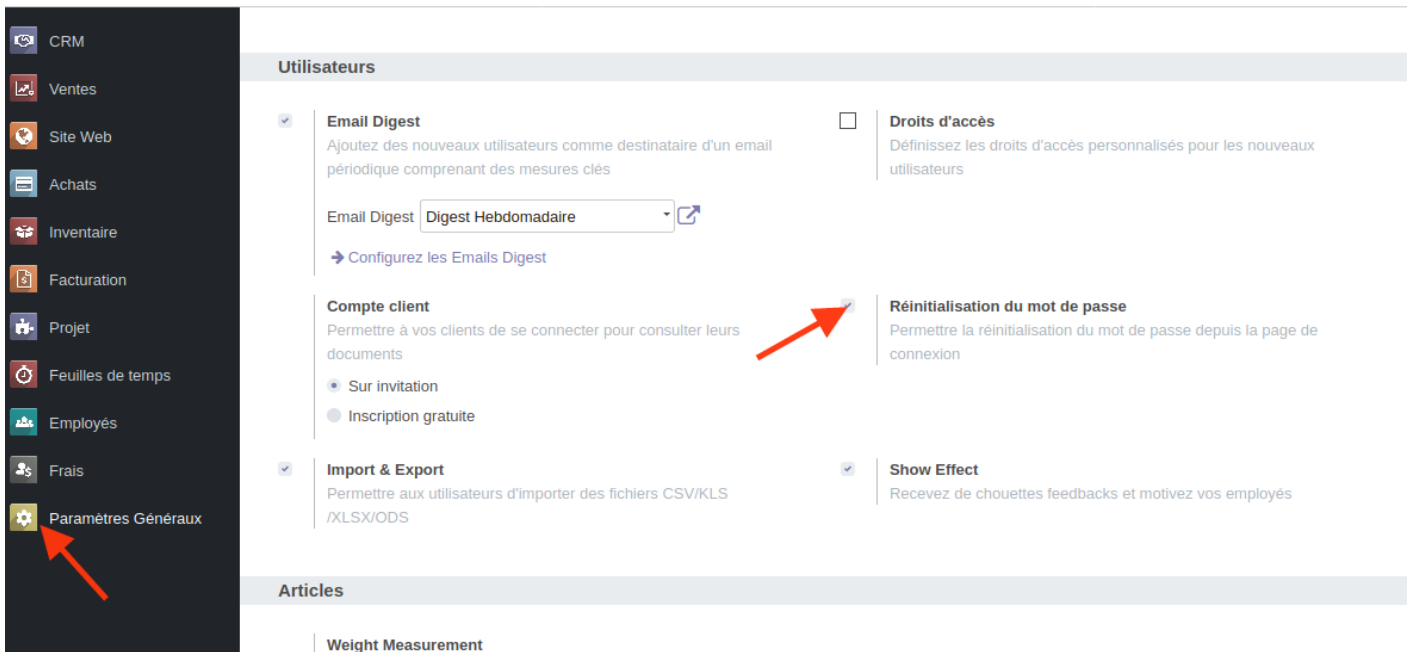 CRM
Ventes
Site Web
Achats
Inventaire
Facturation
Projet
Feuilles de temps
Employés
Frais
Paramètres Généraux
Utilisateurs
Email Digest
Ajoutez des nouveaux utilisateurs comme destinataire d'un email
périodique comprenant des mesures clés
Email Digest Digest Hebdomadaire
Configurez les Emails Digest
Droits d'accès
Définissez les droits d'accès personnalisés pour les nouveaux
utilisateurs
Compte client
Permettre à vos clients de se connecter pour consulter leurs
documents
Sur invitation
Inscription gratuite
Réinitialisation du mot de passe
Permettre la réinitialisation du mot de passe depuis la page de
connexion
Import & Export
Permettre aux utilisateurs d'importer des fichiers CSV/KLS
/XLSX/ODS
Show Effect
Recevez de chouettes feedbacks et motivez vos employés
Articles
Weight Measurement